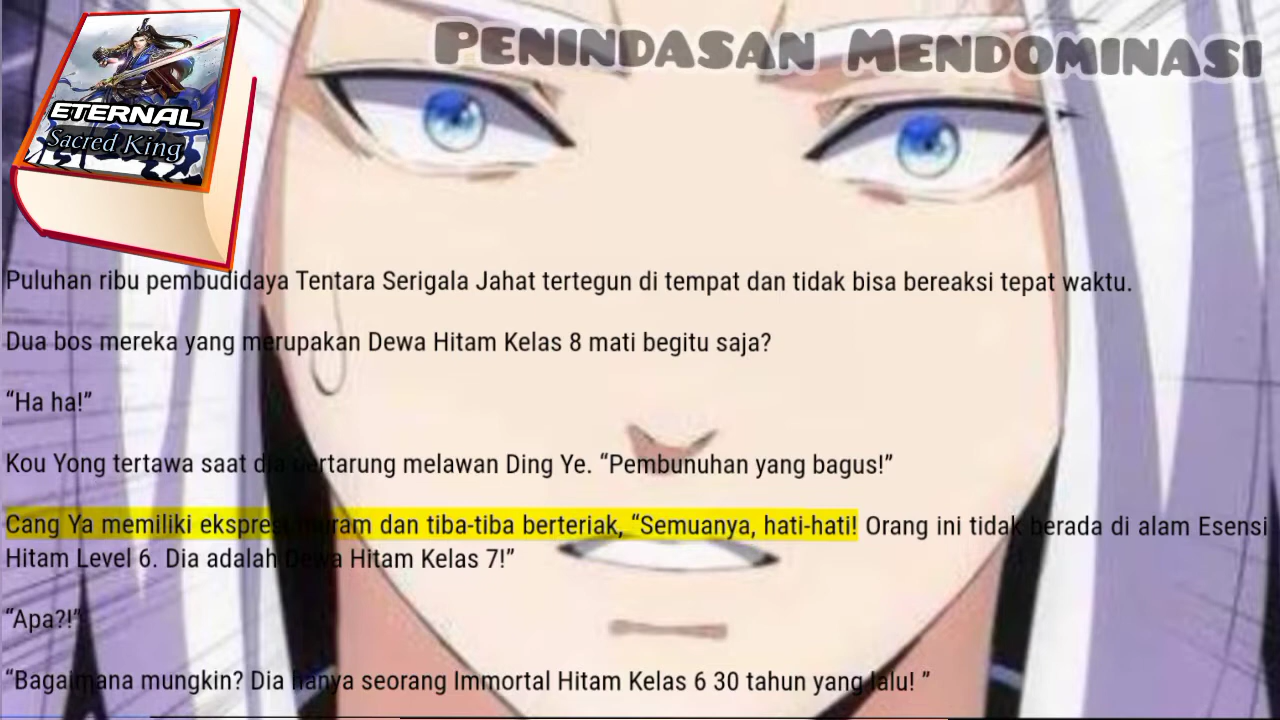 PENINDASAN MENDOMINASI
ETERNAL
Sacred King
Puluhan ribu pembudidaya Tentara Serigala Jahat tertegun di tempat dan tidak bisa bereaksi tepat waktu.
Dua bos mereka yang merupakan Dewa Hitam Kelas 8 mati begitu saja?
“Ha ha!”
Kou Yong tertawa saat dia bertarung melawan Ding Ye. “Pembunuhan yang bagus!”
Cang Ya memiliki ekspresi muram dan tiba-tiba berteriak, “Semuanya, hati-hati! Orang ini tidak berada di alam Esensi
Hitam Level 6. Dia adalah Dewa Hitam Kelas 7!”
“Apa?!”
“Bagaimana mungkin? Dia hanya seorang Immortal Hitam Kelas 6 30 tahun yang lalu! ”